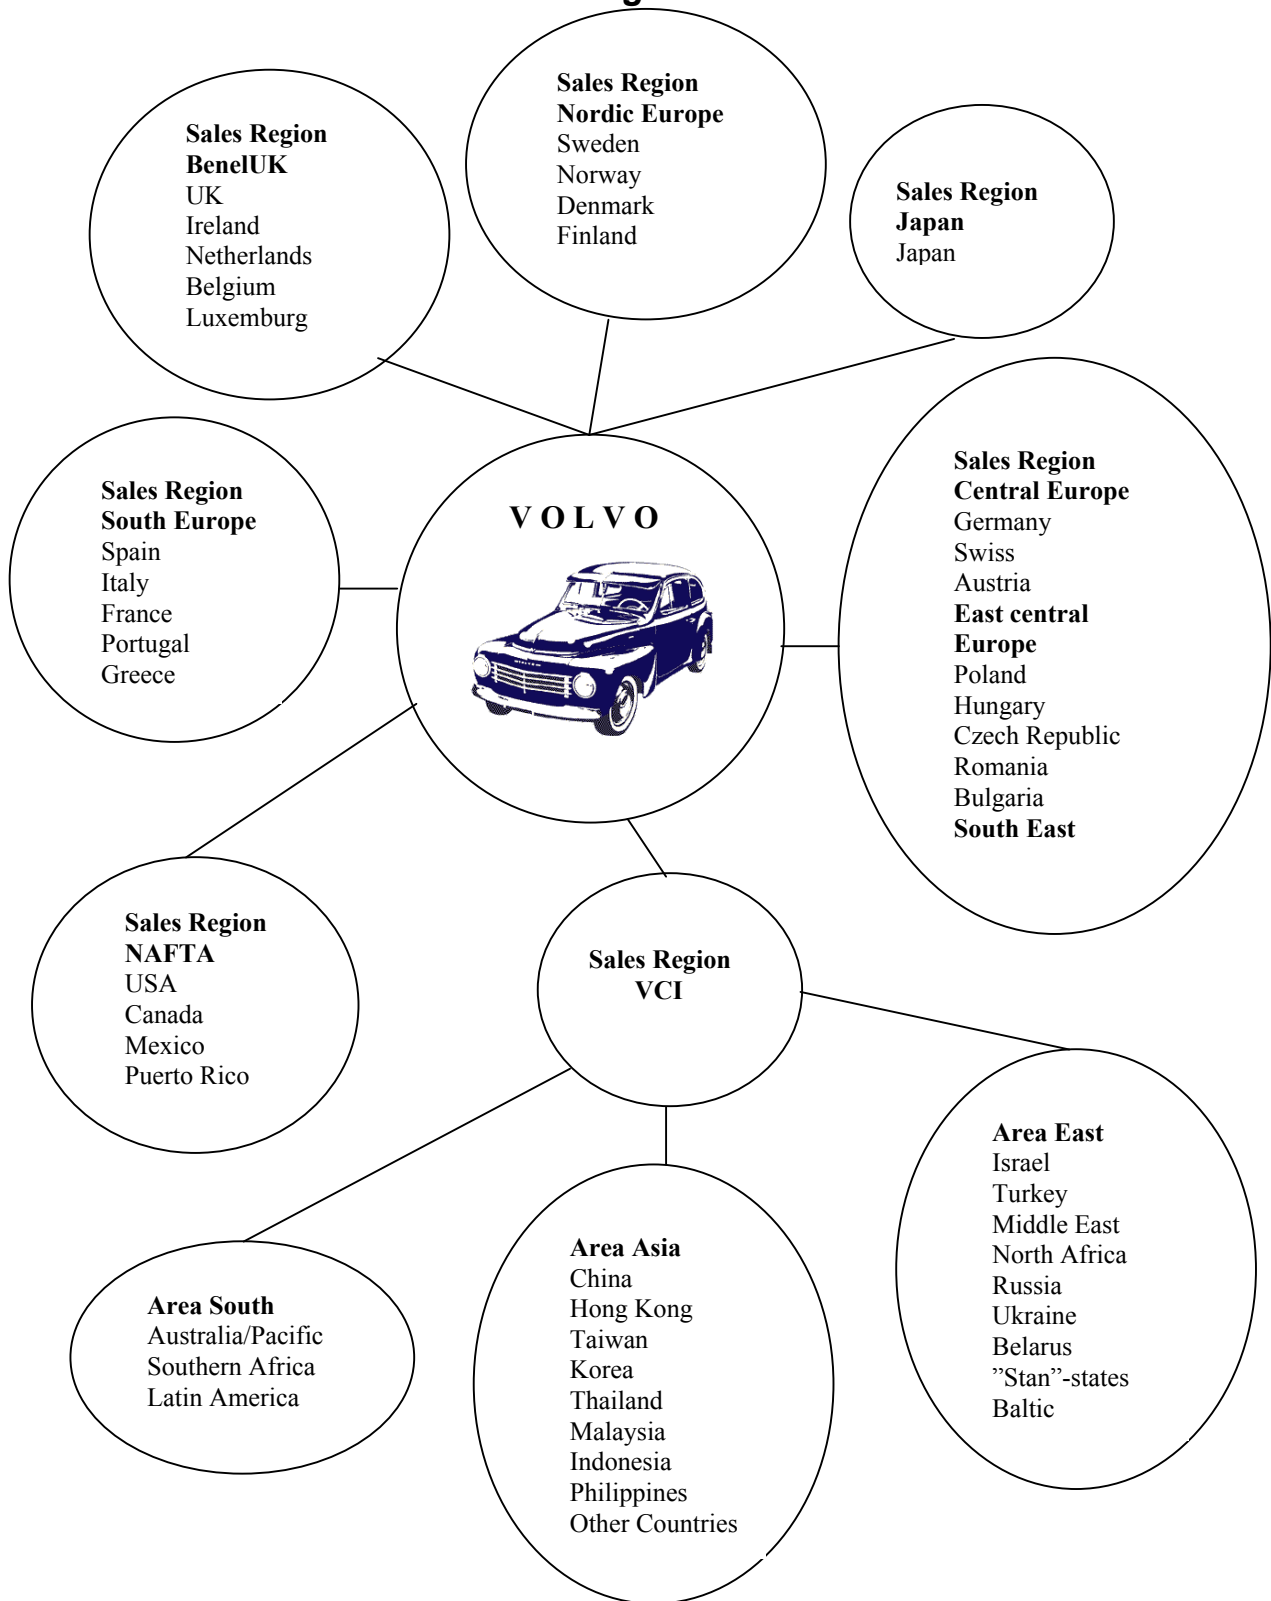 Sales Region
Nordic Europe
Sweden
Norway
Denmark
Finland
Sales Region
BenelUK
UK
Ireland
Netherlands
Belgium
Luxemburg
Sales Region
Japan
Japan
Sales Region
South Europe
Spain
Italy
France
Portugal
Greece
V O L V O
Sales Region
Central Europe
Germany
Swiss
Austria
East central
Europe
Poland
Hungary
Czech Republic
Romania
Bulgaria
South East
Sales Region
NAFTA
USA
Canada
Mexico
Puerto Rico
Sales Region
VCI
Area South
Australia/Pacific
Southern Africa
Latin America
Area Asia
China
Hong Kong
Taiwan
Korea
Thailand
Malaysia
Indonesia
Philippines
Other Countries
Area East
Israel
Turkey
Middle East
North Africa
Russia
Ukraine
Belarus
”Stan”-states
Baltic